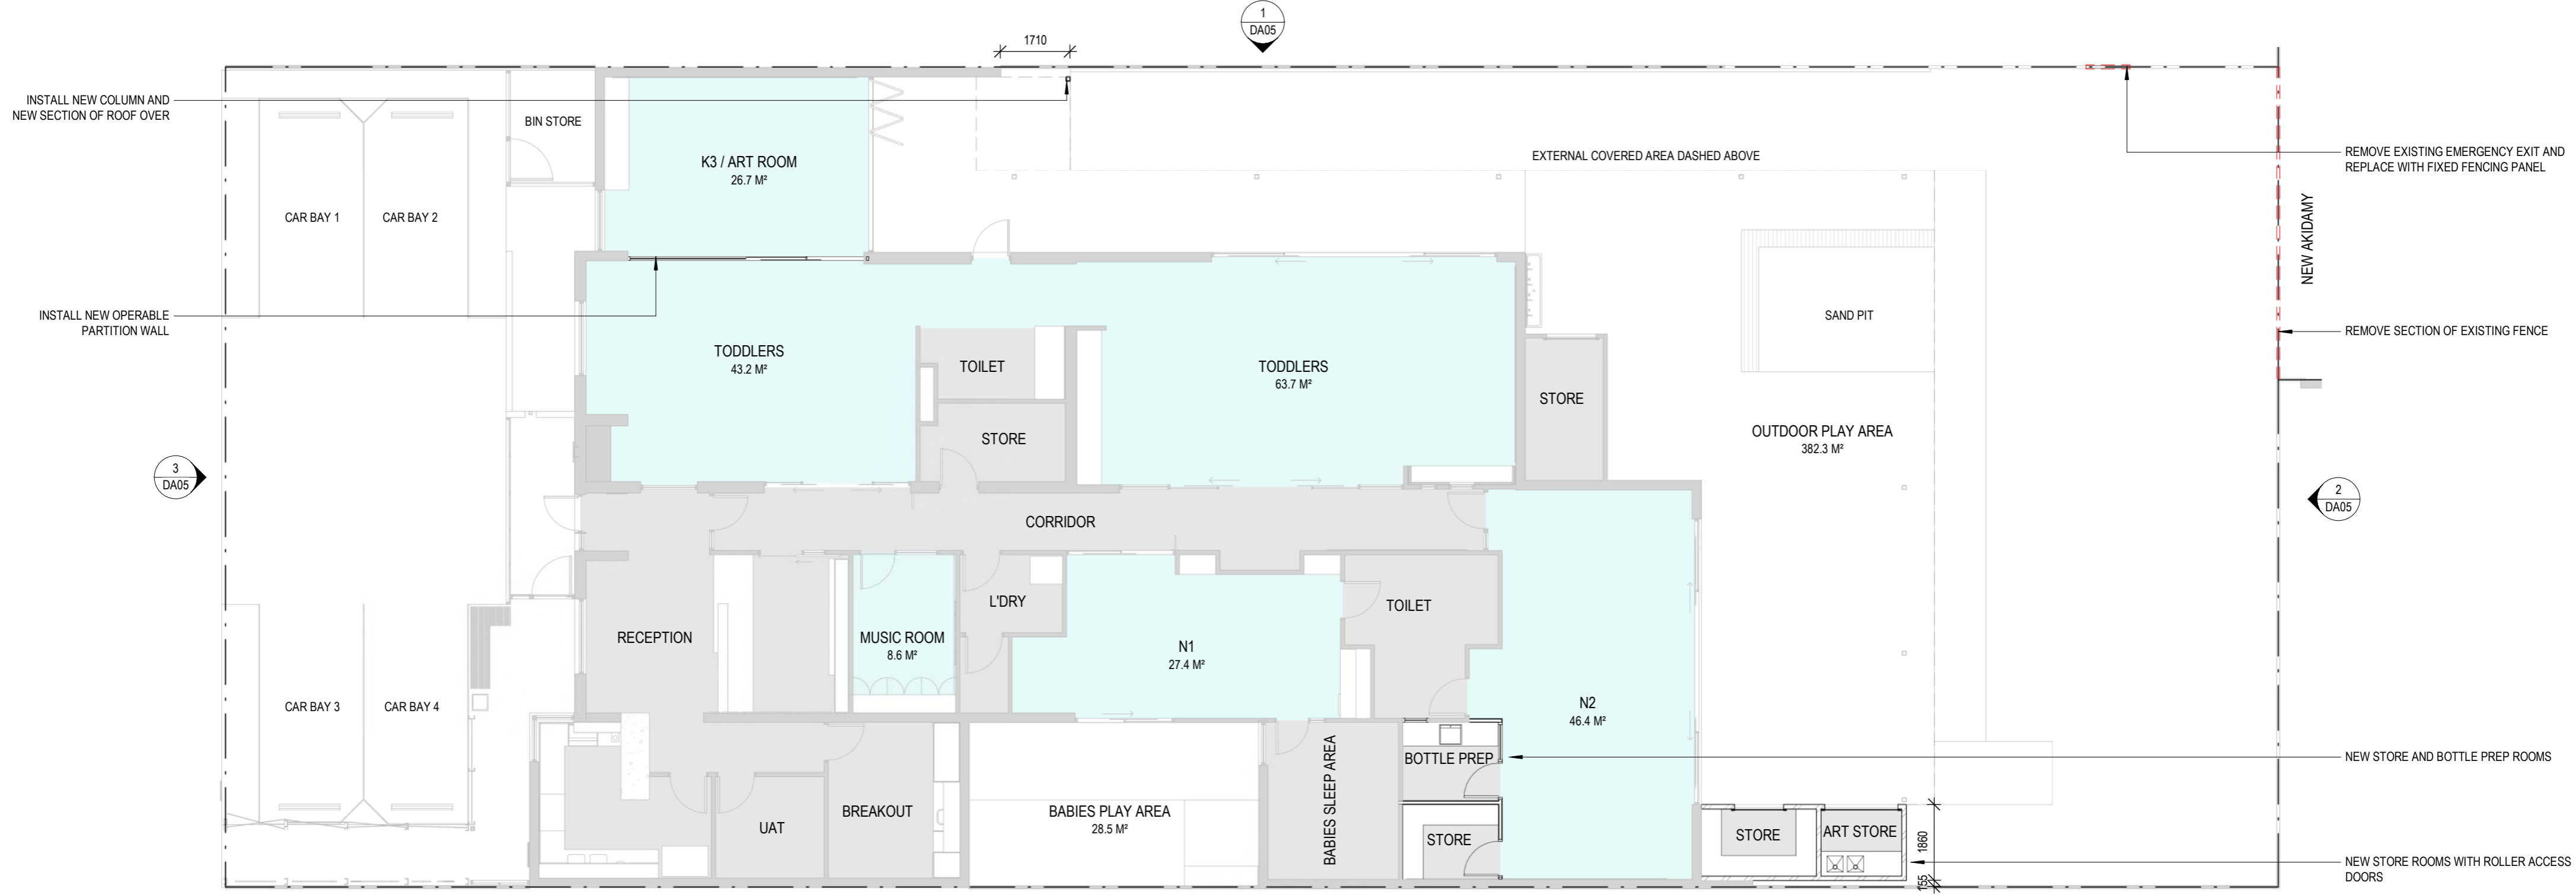 1
DA05
1710
INSTALL NEW COLUMN AND
NEW SECTION OF ROOF OVER
BIN STORE
K3 / ART ROOM
26.7 M²
EXTERNAL COVERED AREA DASHED ABOVE
REMOVE EXISTING EMERGENCY EXIT AND
REPLACE WITH FIXED FENCING PANEL
CAR BAY 1
CAR BAY 2
NEW AKIDAMY
INSTALL NEW OPERABLE
PARTITION WALL
SAND PIT
REMOVE SECTION OF EXISTING FENCE
TODDLERS
43.2 M²
TOILET
TODDLERS
63.7 M²
STORE
STORE
OUTDOOR PLAY AREA
382.3 M²
3
DA05
2
DA05
CORRIDOR
L'DRY
TOILET
RECEPTION
MUSIC ROOM
8.6 M²
N1
27.4 M²
N2
46.4 M²
CAR BAY 3
CAR BAY 4
BOTTLE PREP
NEW STORE AND BOTTLE PREP ROOMS
BABIES SLEEP AREA
BREAKOUT
BABIES PLAY AREA
28.5 M²
UAT
STORE
STORE
ART STORE
1860
155
NEW STORE ROOMS WITH ROLLER ACCESS
DOORS